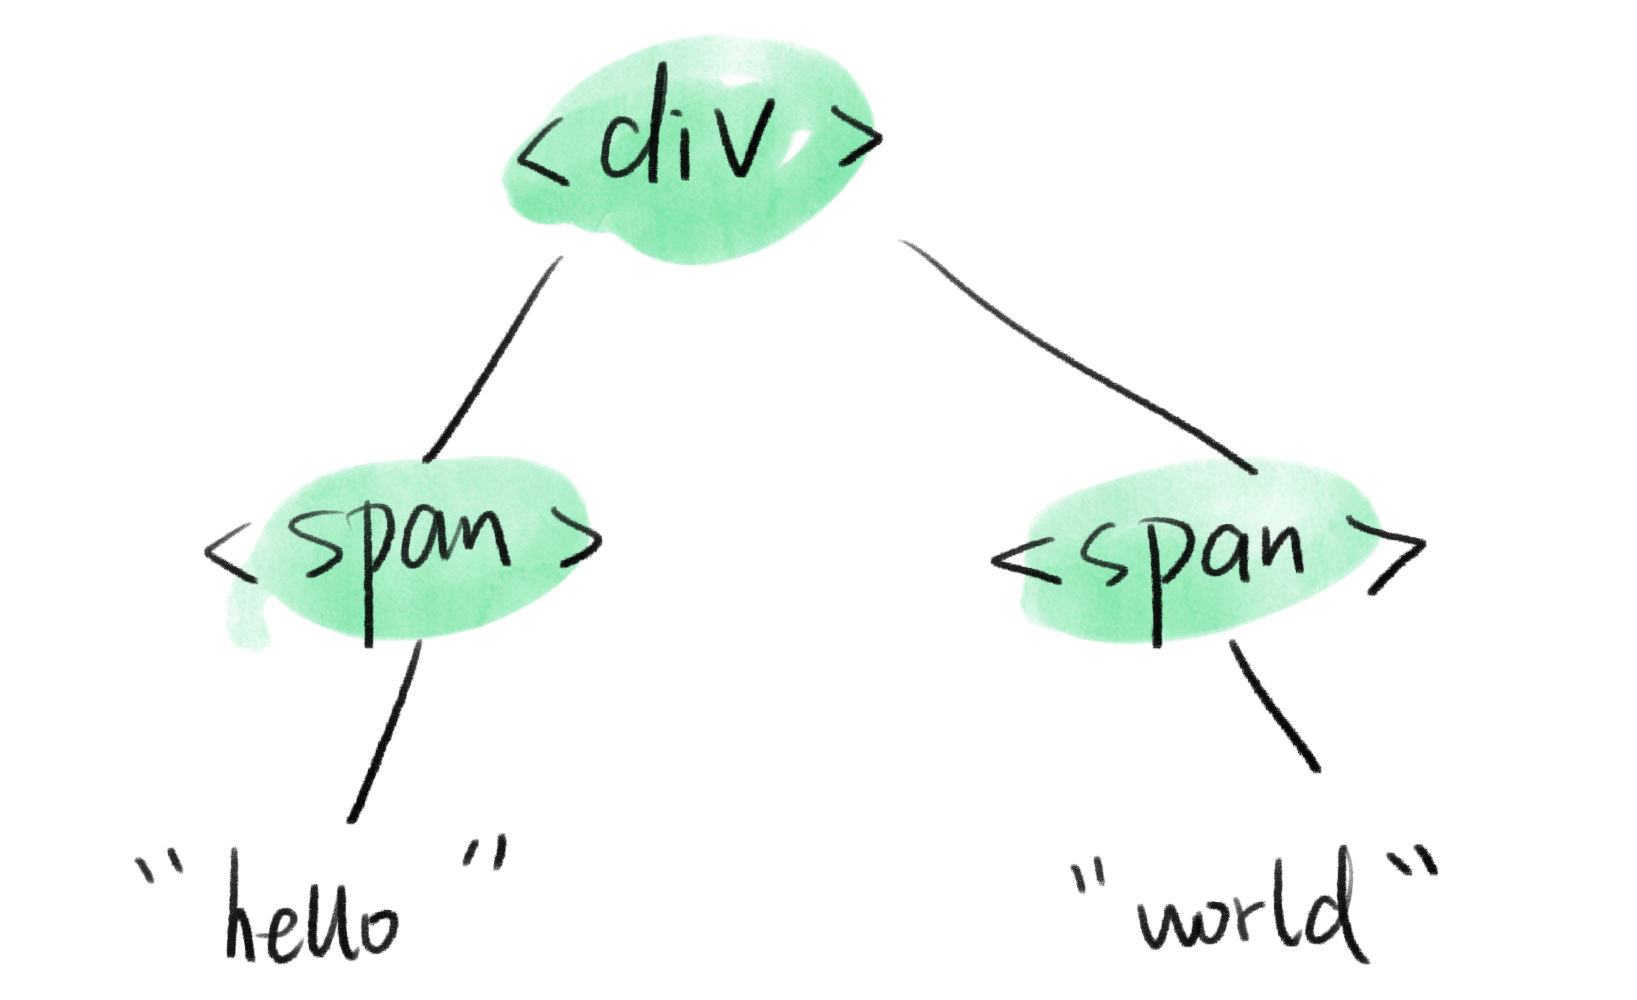 <div>
<span> <span>
"hello" "world"